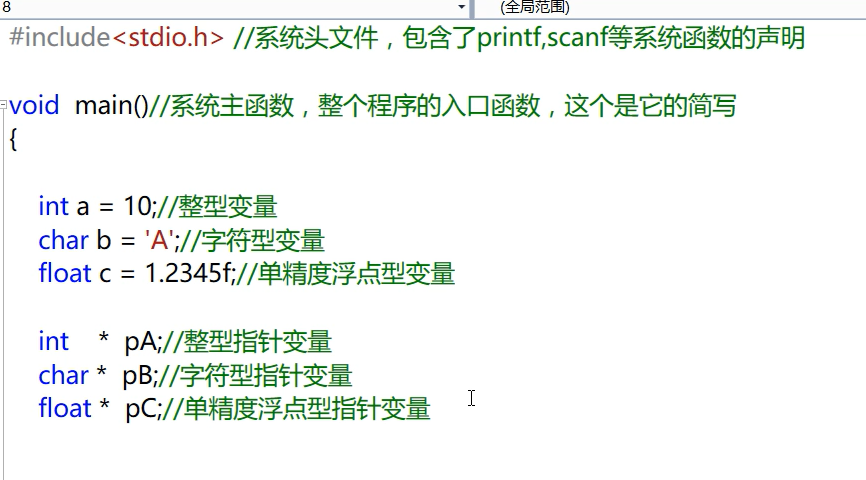 8
(全局范围)
#include<stdio.h> //系统头文件，包含了printf,scanf等系统函数的声明
void  main()//系统主函数，整个程序的入口函数，这个是它的简写
{
int a = 10;//整型变量
char b = 'A';//字符型变量
float c = 1.2345f;//单精度浮点型变量
int    *  pA;//整型指针变量
char *  pB;//字符型指针变量
float *  pC;//单精度浮点型指针变量